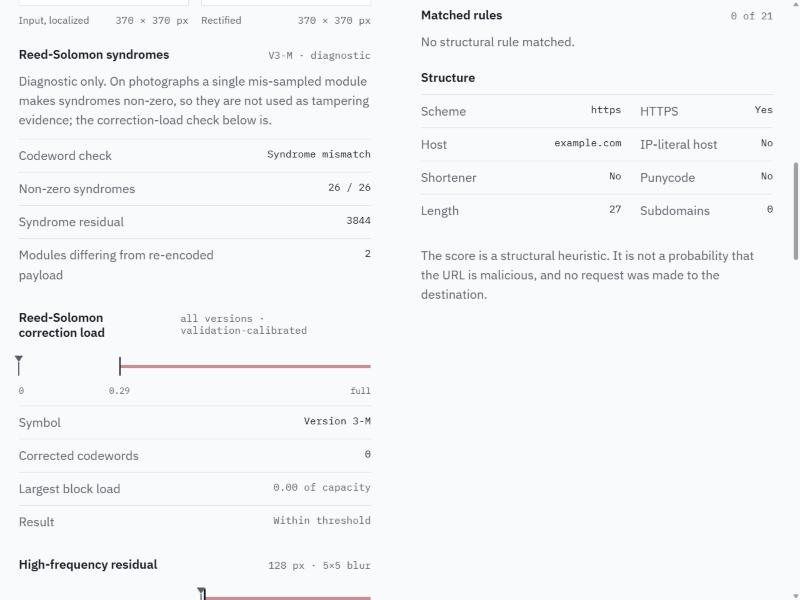 Input, localized 370 × 370 px Rectified 370 × 370 px
Reed-Solomon syndromes V3-M · diagnostic
Diagnostic only. On photographs a single mis-sampled module
makes syndromes non-zero, so they are not used as tampering
evidence; the correction-load check below is.
Codeword check Syndrome mismatch
Non-zero syndromes 26 / 26
Syndrome residual 3844
Modules differing from re-encoded 2
payload
Reed-Solomon all versions ·
correction load validation-calibrated
0 0.29 full
Symbol Version 3-M
Corrected codewords 0
Largest block load 0.00 of capacity
Result Within threshold
High-frequency residual 128 px · 5×5 blur
Matched rules 0 of 21
No structural rule matched.
Structure
Scheme https HTTPS Yes
Host example.com IP-literal host No
Shortener No Punycode No
Length 27 Subdomains 0
The score is a structural heuristic. It is not a probability that
the URL is malicious, and no request was made to the
destination.